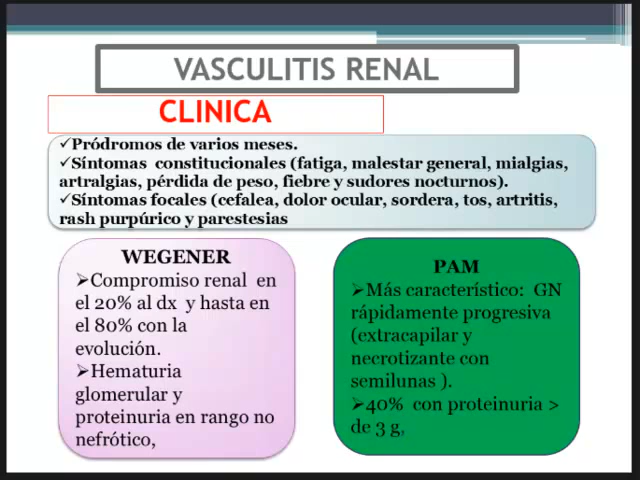 VASCULITIS RENAL
CLINICA
✓Pródromos de varios meses.
✓Síntomas constitucionales (fatiga, malestar general, mialgias,
artralgias, pérdida de peso, fiebre y sudores nocturnos).
✓Síntomas focales (cefalea, dolor ocular, sordera, tos, artritis,
rash purpúrico y parestesias
WEGENER
➢Compromiso renal en
el 20% al dx y hasta en
el 80% con la
evolución.
➢Hematuria
glomerular y
proteinuria en rango no
nefrótico,
PAM
➢Más característico: GN
rápidamente progresiva
(extracapilar y
necrotizante con
semilunas ).
➢40% con proteinuria >
de 3 g,